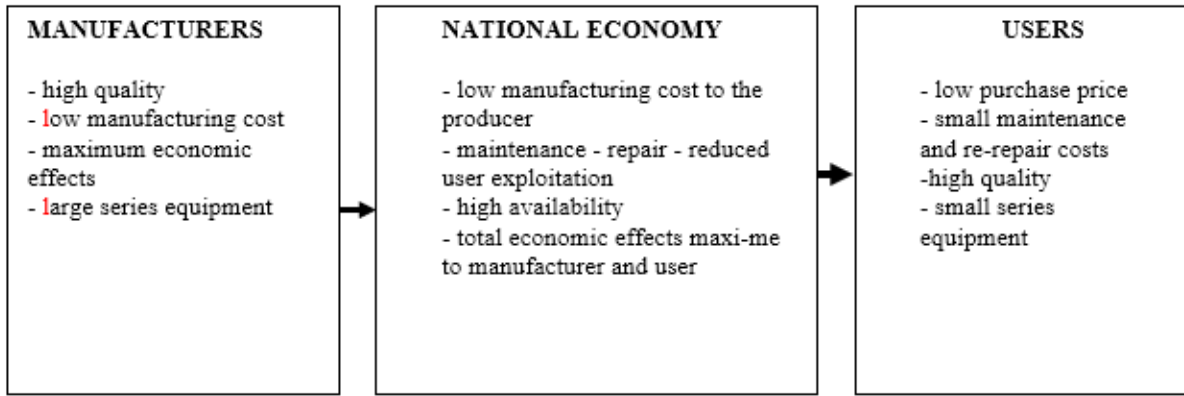 MANUFACTURERS
- high quality
- low manufacturing cost
- maximum economic
effects
- large series equipment
NATIONAL ECONOMY
- low manufacturing cost to the
producer
- maintenance - repair - reduced
user exploitation
- high availability
- total economic effects maxi-me
to manufacturer and user
USERS
- low purchase price
- small maintenance
and re-repair costs
-high quality
- small series
equipment